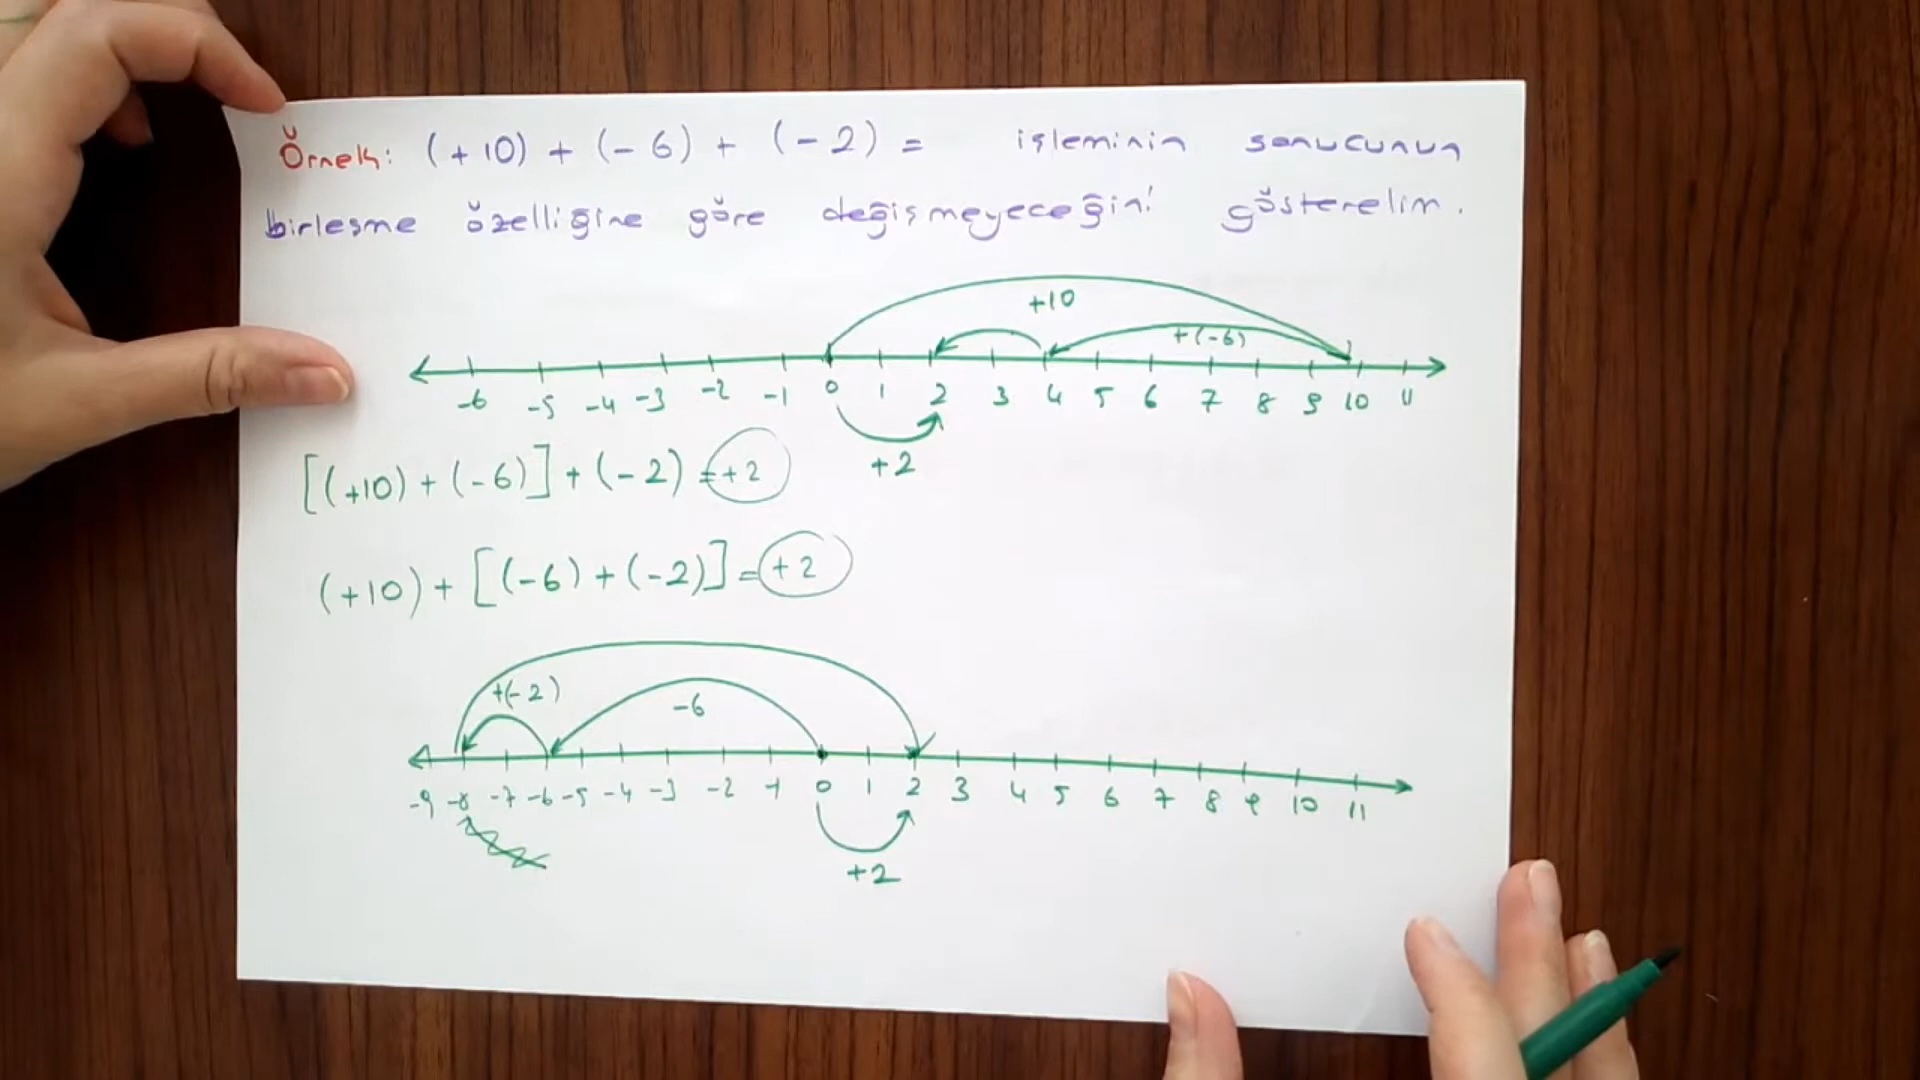 Örnek: (+10) + (-6) + (-2) = işleminin sonucunun
birleşme özelliğine göre değişmeyeceğini gösterelim.
+10
+(-6)
-6 -5 -4 -3 -2 -1 0 1 2 3 4 5 6 7 8 9 10 11
+2
[(+10) + (-6)] + (-2) = +2
(+10) + [(-6) + (-2)] = +2
+(-2)
-6
-9 -8 -7 -6 -5 -4 -3 -2 -1 0 1 2 3 4 5 6 7 8 9 10 11
+2